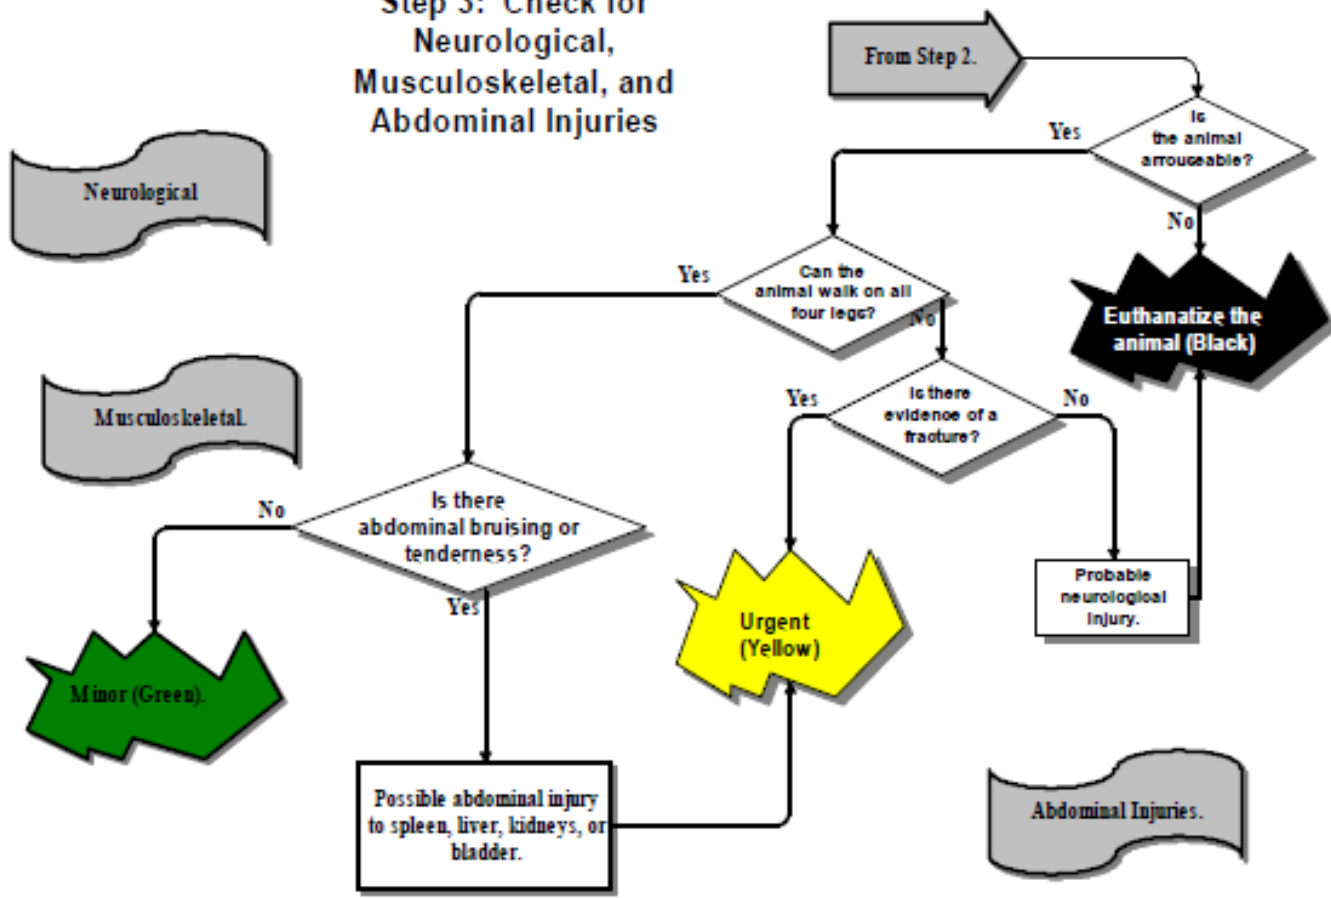 Step 3: Check for
Neurological,
Musculoskeletal, and
Abdominal Injuries
From Step 2.
Is
the animal
arrouseable?
Yes
No
Neurological
Can the
animal walk on all
four legs?
Yes
No
Euthanatize the
animal (Black)
Musculoskeletal.
Is there
evidence of a
fracture?
Yes
No
Is there
abdominal bruising or
tenderness?
No
Yes
Probable
neurological
injury.
Urgent
(Yellow)
Minor (Green).
Possible abdominal injury
to spleen, liver, kidneys, or
bladder.
Abdominal Injuries.